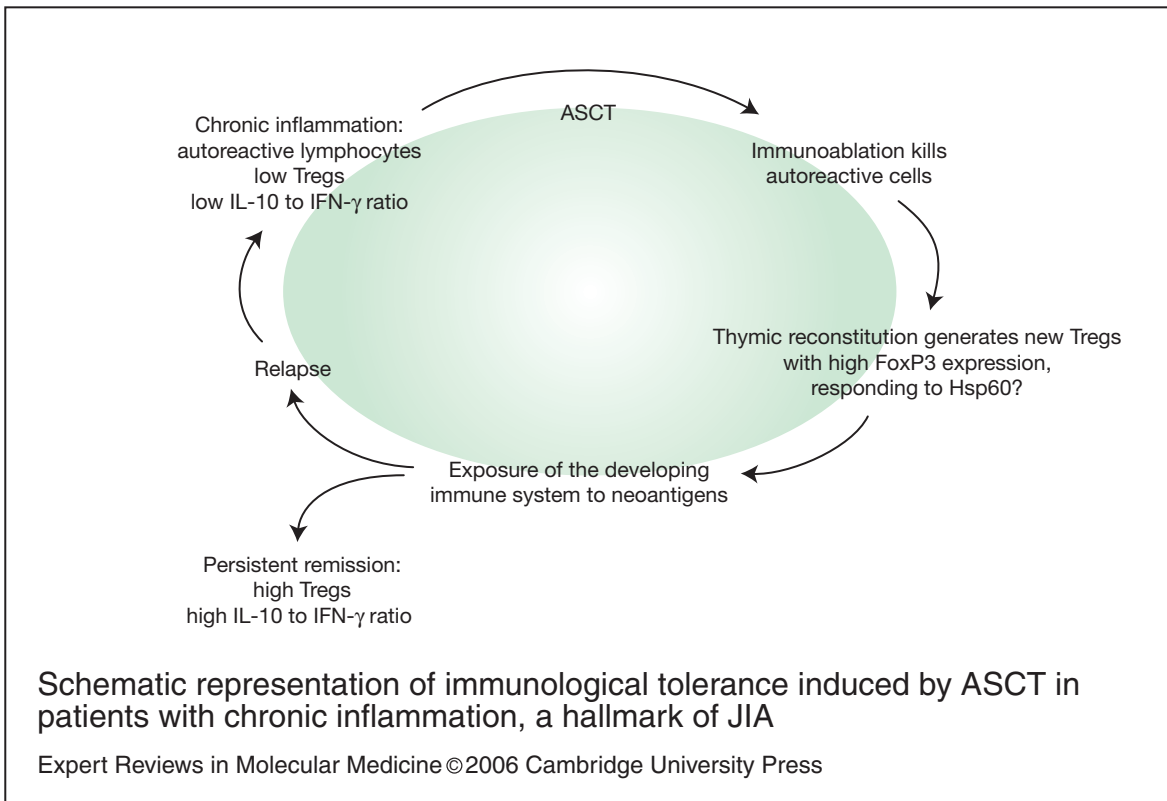 ASCT
Chronic inflammation:
autoreactive lymphocytes
low Tregs
low IL-10 to IFN-γ ratio
Immunoablation kills
autoreactive cells
Thymic reconstitution generates new Tregs
with high FoxP3 expression,
responding to Hsp60?
Exposure of the developing
immune system to neoantigens
Relapse
Persistent remission:
high Tregs
high IL-10 to IFN-γ ratio
Schematic representation of immunological tolerance induced by ASCT in
patients with chronic inflammation, a hallmark of JIA
Expert Reviews in Molecular Medicine ©2006 Cambridge University Press